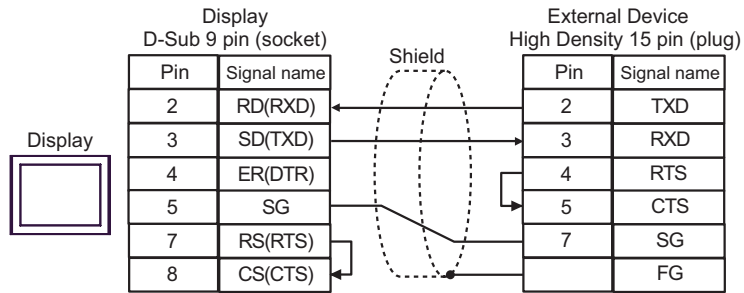 Display
D-Sub 9 pin (socket)
External Device
High Density 15 pin (plug)
Shield
Pin Signal name
Pin Signal name
2 RD(RXD)
2 TXD
3 SD(TXD)
3 RXD
Display
4 ER(DTR)
4 RTS
5 SG
5 CTS
7 RS(RTS)
7 SG
8 CS(CTS)
FG